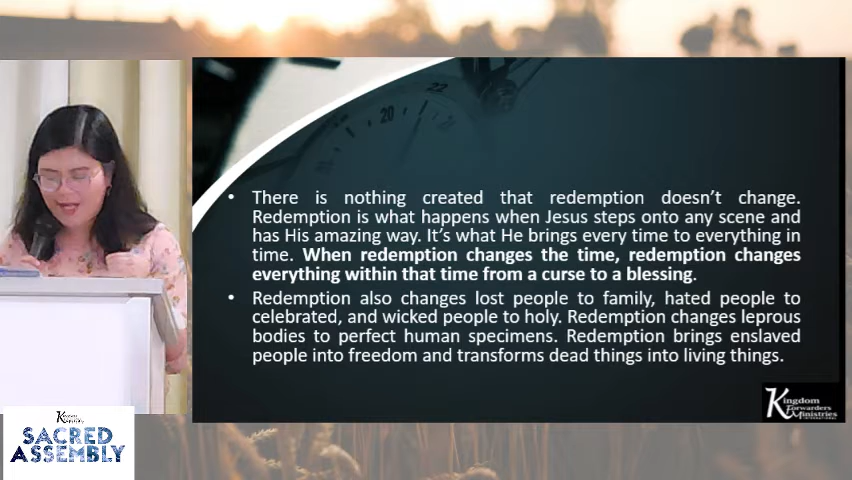 22
20
• There is nothing created that redemption doesn’t change.
Redemption is what happens when Jesus steps onto any scene and
has His amazing way. It’s what He brings every time to everything in
time. When redemption changes the time, redemption changes
everything within that time from a curse to a blessing.
• Redemption also changes lost people to family, hated people to
celebrated, and wicked people to holy. Redemption changes leprous
bodies to perfect human specimens. Redemption brings enslaved
people into freedom and transforms dead things into living things.
Kingdom
Forwarders
Ministries
INTERNATIONAL
Kingdom
SACRED
ASSEMBLY